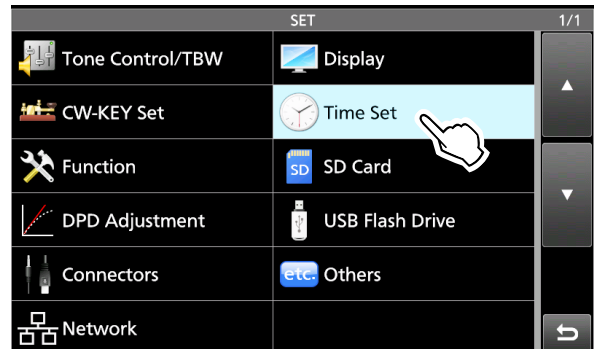 SET 1/1
Tone Control/TBW
Display
CW-KEY Set
Time Set
Function
SD SD Card
DPD Adjustment
USB Flash Drive
Connectors
etc. Others
Network